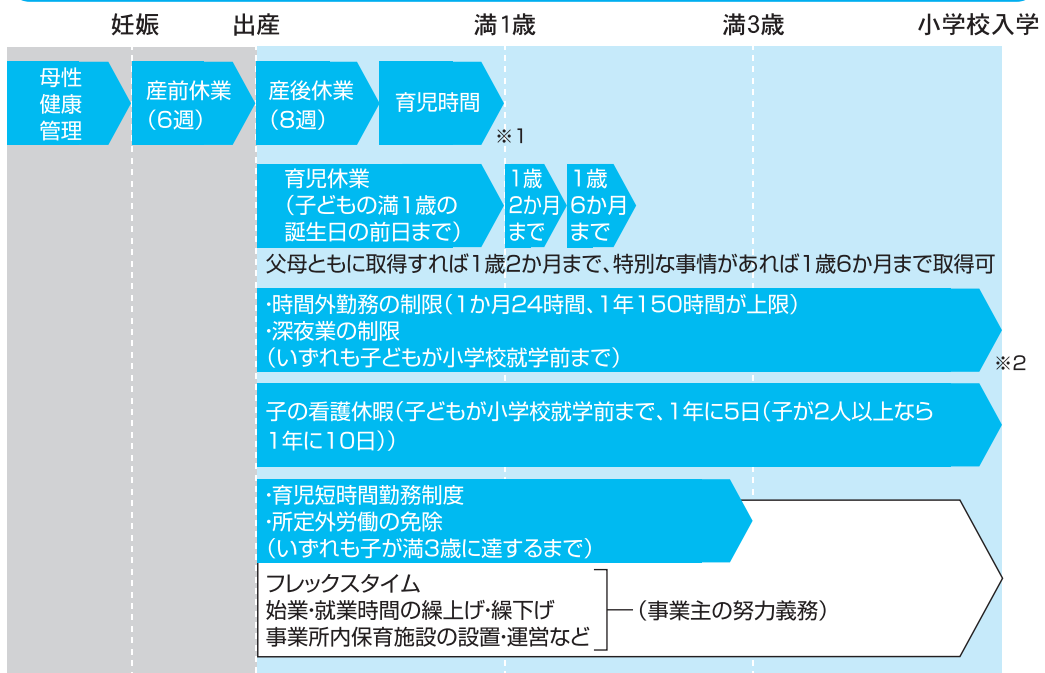 妊娠 出産 満1歳 満3歳 小学校入学
母性
健康
管理
産前休業
(6週)
産後休業
(8週)
育児時間
※1
育児休業
(子どもの満1歳の
誕生日の前日まで)
1歳
2か月
まで
1歳
6か月
まで
父母ともに取得すれば1歳2か月まで、特別な事情があれば1歳6か月まで取得可
・時間外勤務の制限(1か月24時間、1年150時間が上限)
・深夜業の制限
(いずれも子どもが小学校就学前まで)
※2
子の看護休暇(子どもが小学校就学前まで、1年に5日(子が2人以上なら
1年に10日))
・育児短時間勤務制度
・所定外労働の免除
(いずれも子が満3歳に達するまで)
フレックスタイム
始業・就業時間の繰上げ・繰下げ
事業所内保育施設の設置・運営など
(事業主の努力義務)